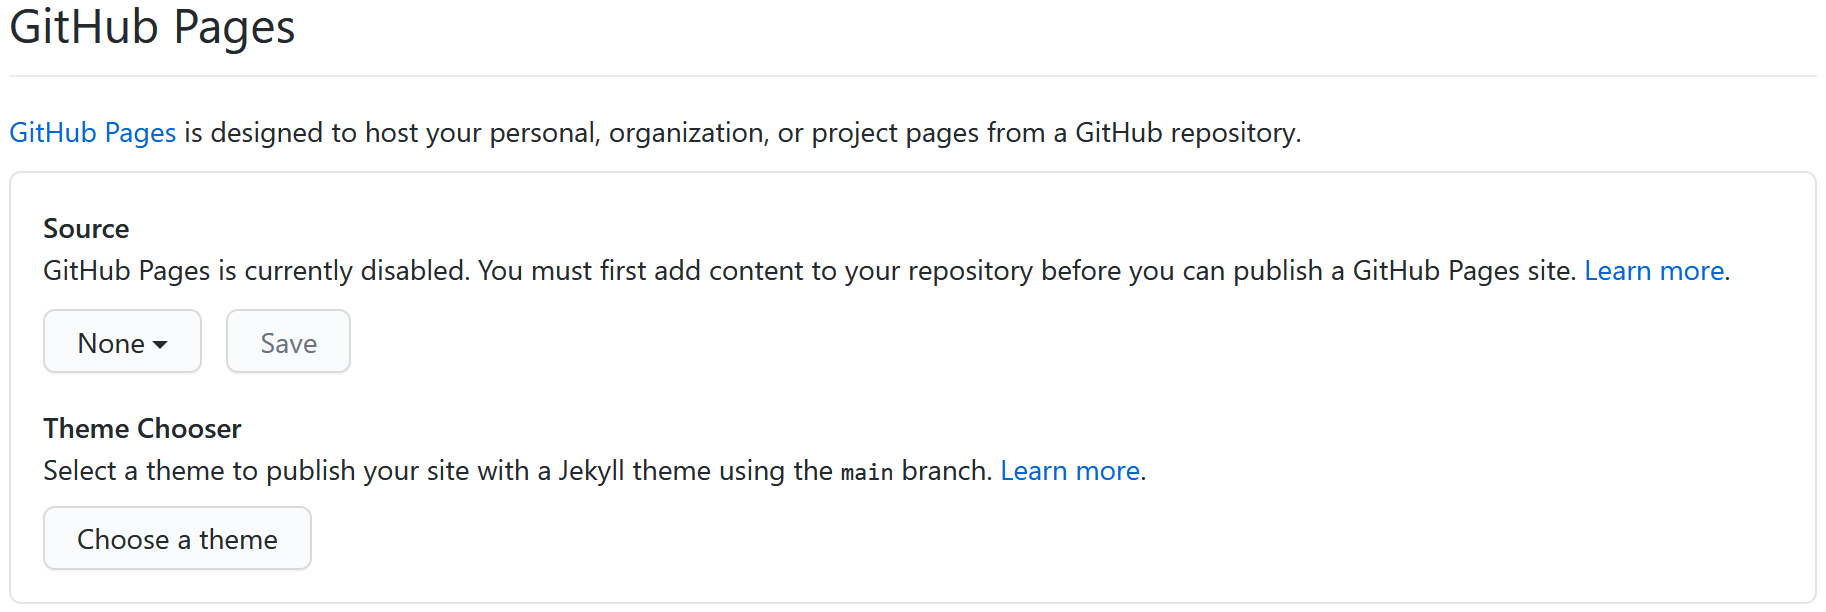 GitHub Pages
GitHub Pages is designed to host your personal, organization, or project pages from a GitHub repository.
Source
GitHub Pages is currently disabled. You must first add content to your repository before you can publish a GitHub Pages site. Learn more.
None Save
Theme Chooser
Select a theme to publish your site with a Jekyll theme using the main branch. Learn more.
Choose a theme